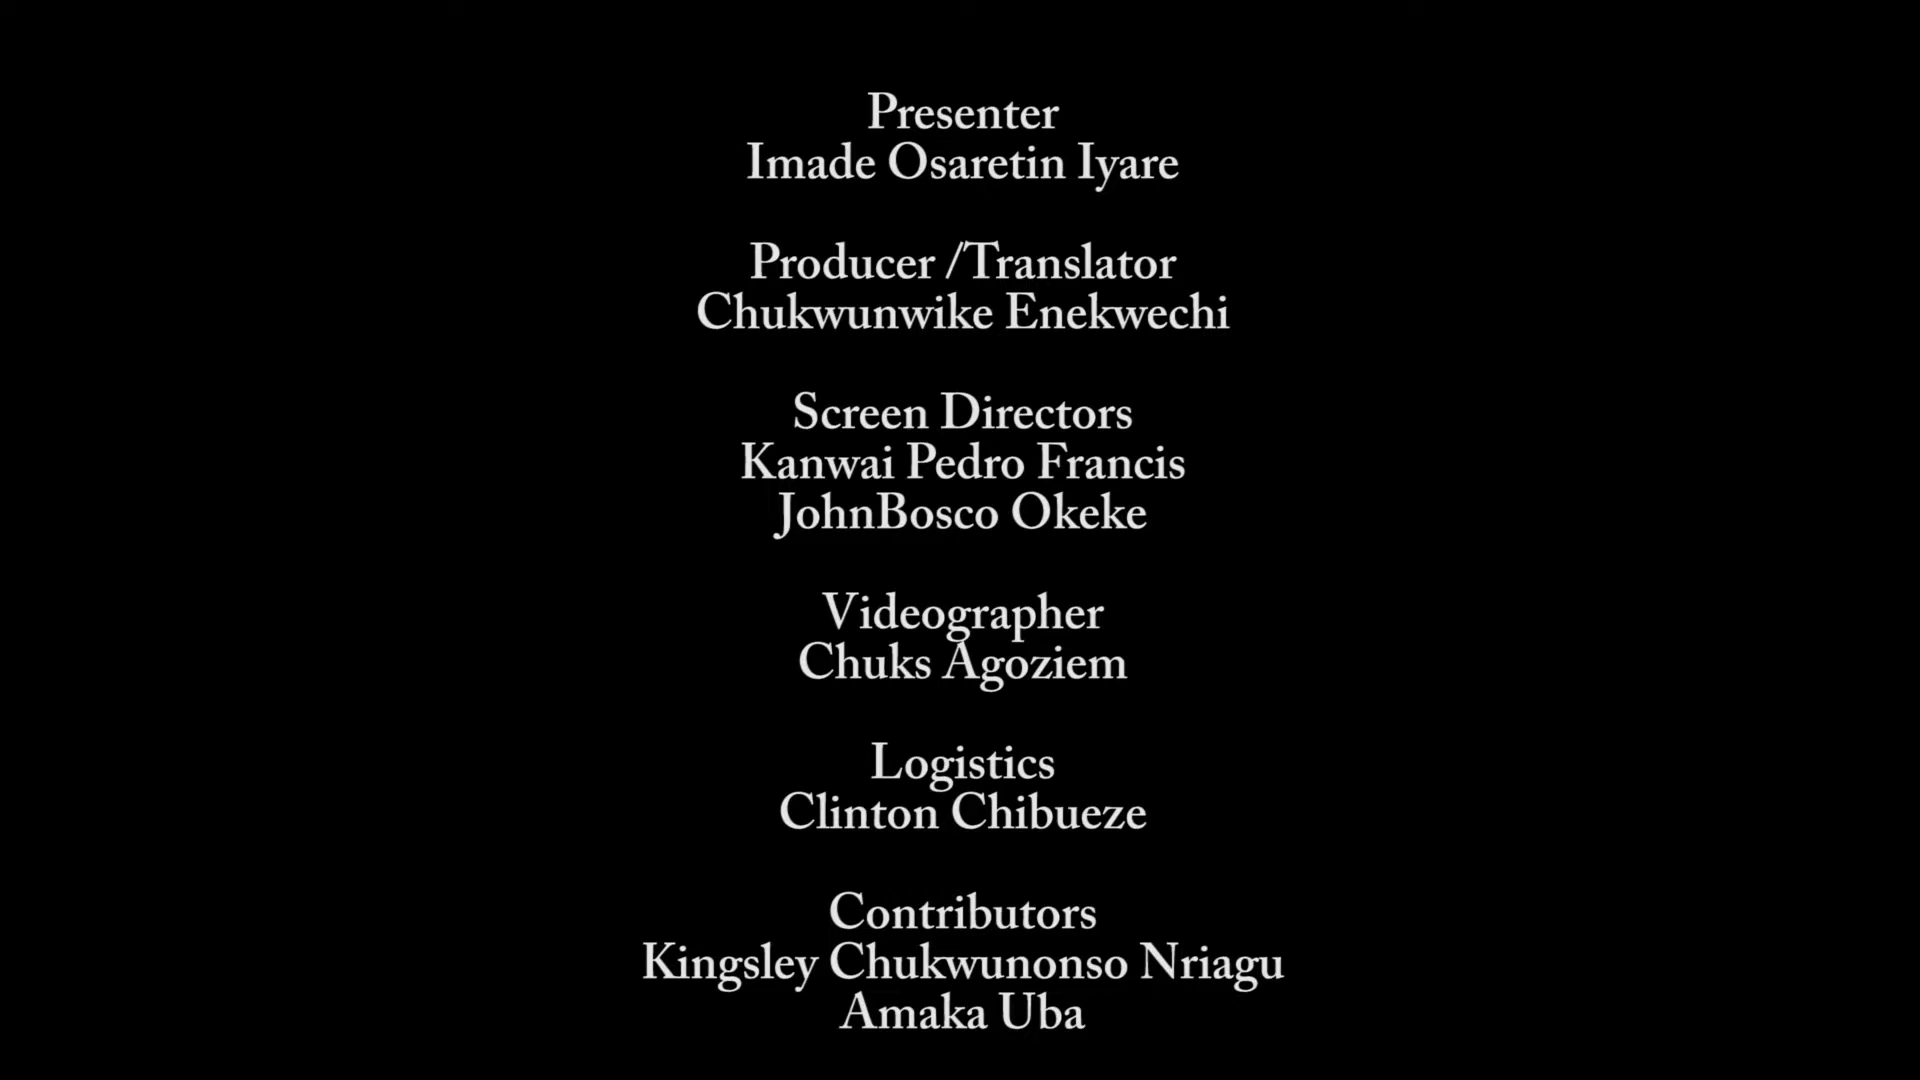 Presenter
Imade Osaretin Iyare
Producer /Translator
Chukwunwike Enekwechi
Screen Directors
Kanwai Pedro Francis
JohnBosco Okeke
Videographer
Chuks Agoziem
Logistics
Clinton Chibueze
Contributors
Kingsley Chukwunonso Nriagu
Amaka Uba